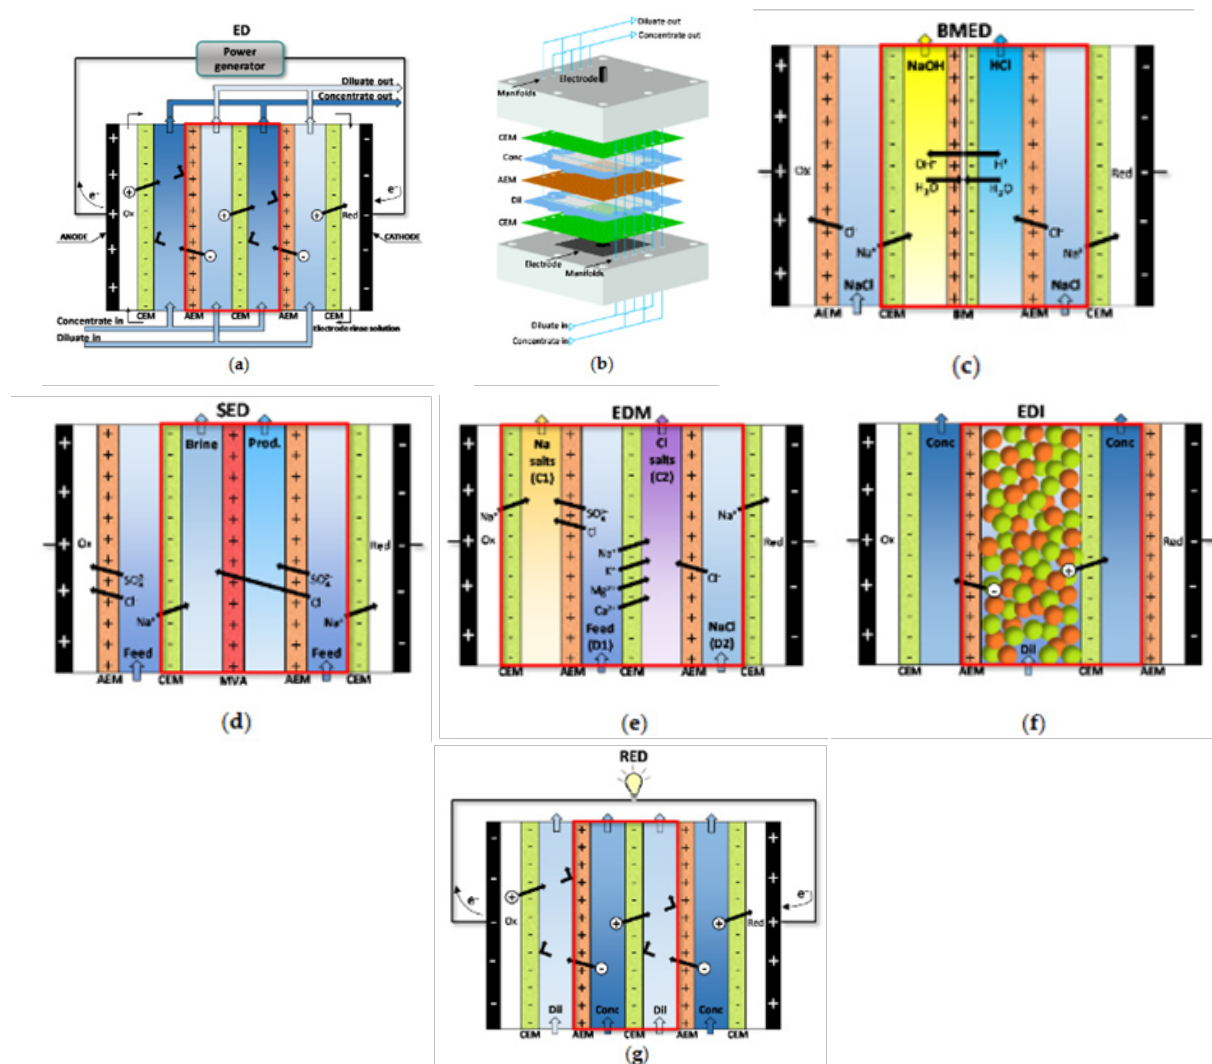 ED
Power
generator
Diluate out
Concentrate out
e⁻
Ox
Red
e⁻
ANODE
CATHODE
CEM
AEM
CEM
AEM
CEM
Concentrate in
Diluate in
Electrode rinse solution
(a)
Diluate out
Concentrate out
Electrode
Manifolds
CEM
Conc
AEM
Dil
CEM
Electrode
Manifolds
Diluate in
Concentrate in
(b)
BMED
NaOH
HCl
Ox
OH⁻
H⁺
H₂O
H₂O
Red
Cl⁻
Cl⁻
Na⁺
Na⁺
NaCl
NaCl
AEM
CEM
BM
AEM
CEM
(c)
SED
Brine
Prod.
Ox
Red
SO₄²⁻
SO₄²⁻
Cl
Cl
Na⁺
Na⁺
Feed
Feed
AEM
CEM
MVA
AEM
CEM
(d)
EDM
Na
salts
(C1)
Cl
salts
(C2)
Na⁺
SO₄²⁻
Na⁺
Ox
Cl
Na⁺
Red
K⁺
Cl⁻
Mg²⁺
Ca²⁺
Feed
(D1)
NaCl
(D2)
CEM
AEM
CEM
AEM
CEM
(e)
EDI
Conc
Conc
Ox
Red
Dil
CEM
AEM
CEM
AEM
(f)
RED
e⁻
Ox
Red
e⁻
Dil
Conc
Dil
Conc
CEM
AEM
CEM
AEM
CEM
(g)